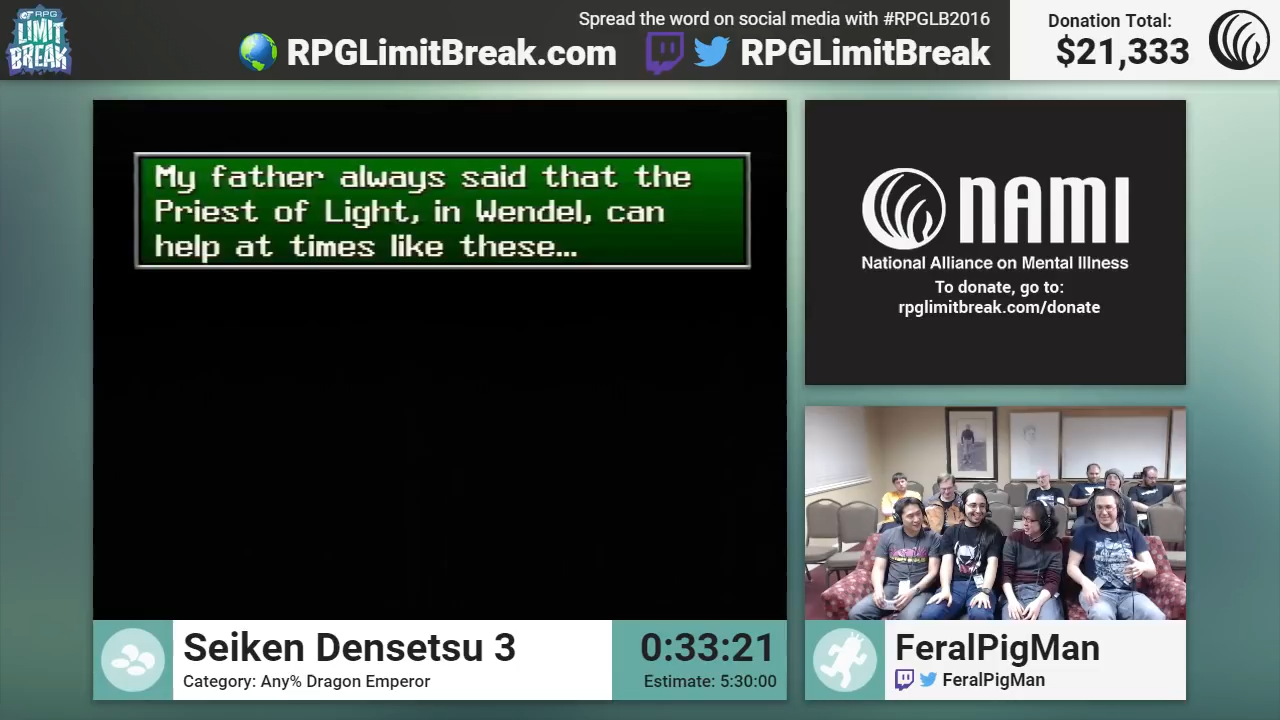 RPG
LIMIT
BREAK
Spread the word on social media with #RPGLB2016
RPGLimitBreak.com
RPGLimitBreak
Donation Total:
$21,333
My father always said that the
Priest of Light, in Wendel, can
help at times like these...
NAMI
National Alliance on Mental Illness
To donate, go to:
rpglimitbreak.com/donate
Seiken Densetsu 3
Category: Any% Dragon Emperor
0:33:21
Estimate: 5:30:00
FeralPigMan
FeralPigMan